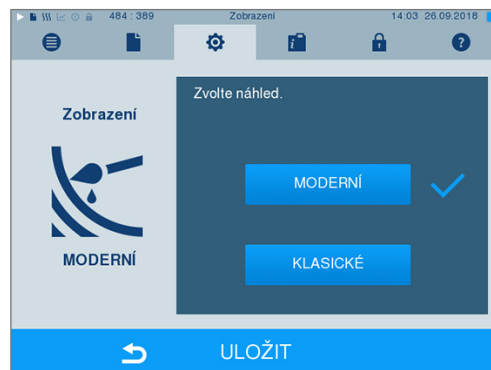 484 : 389 Zobrazení 14:03 26.09.2018
Zobrazení
MODERNÍ
Zvolte náhled.
MODERNÍ
KLASICKÉ
ULOŽIT